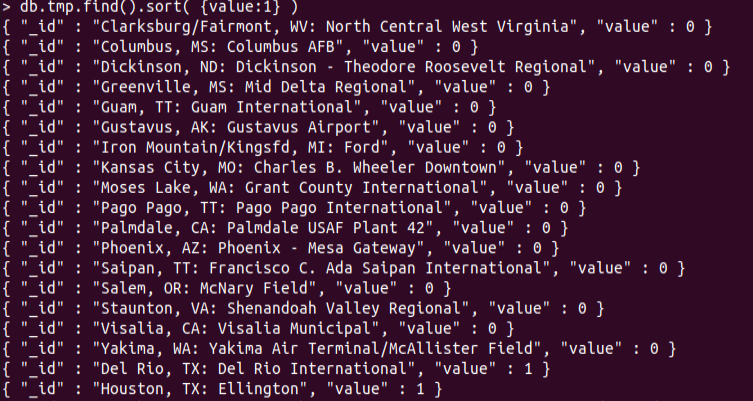 > db.tmp.find().sort( {value:1} )
{ "_id" : "Clarksburg/Fairmont, WV: North Central West Virginia", "value" : 0 }
{ "_id" : "Columbus, MS: Columbus AFB", "value" : 0 }
{ "_id" : "Dickinson, ND: Dickinson - Theodore Roosevelt Regional", "value" : 0 }
{ "_id" : "Greenville, MS: Mid Delta Regional", "value" : 0 }
{ "_id" : "Guam, TT: Guam International", "value" : 0 }
{ "_id" : "Gustavus, AK: Gustavus Airport", "value" : 0 }
{ "_id" : "Iron Mountain/Kingsfd, MI: Ford", "value" : 0 }
{ "_id" : "Kansas City, MO: Charles B. Wheeler Downtown", "value" : 0 }
{ "_id" : "Moses Lake, WA: Grant County International", "value" : 0 }
{ "_id" : "Pago Pago, TT: Pago Pago International", "value" : 0 }
{ "_id" : "Palmdale, CA: Palmdale USAF Plant 42", "value" : 0 }
{ "_id" : "Phoenix, AZ: Phoenix - Mesa Gateway", "value" : 0 }
{ "_id" : "Saipan, TT: Francisco C. Ada Saipan International", "value" : 0 }
{ "_id" : "Salem, OR: McNary Field", "value" : 0 }
{ "_id" : "Staunton, VA: Shenandoah Valley Regional", "value" : 0 }
{ "_id" : "Visalia, CA: Visalia Municipal", "value" : 0 }
{ "_id" : "Yakima, WA: Yakima Air Terminal/McAllister Field", "value" : 0 }
{ "_id" : "Del Rio, TX: Del Rio International", "value" : 1 }
{ "_id" : "Houston, TX: Ellington", "value" : 1 }